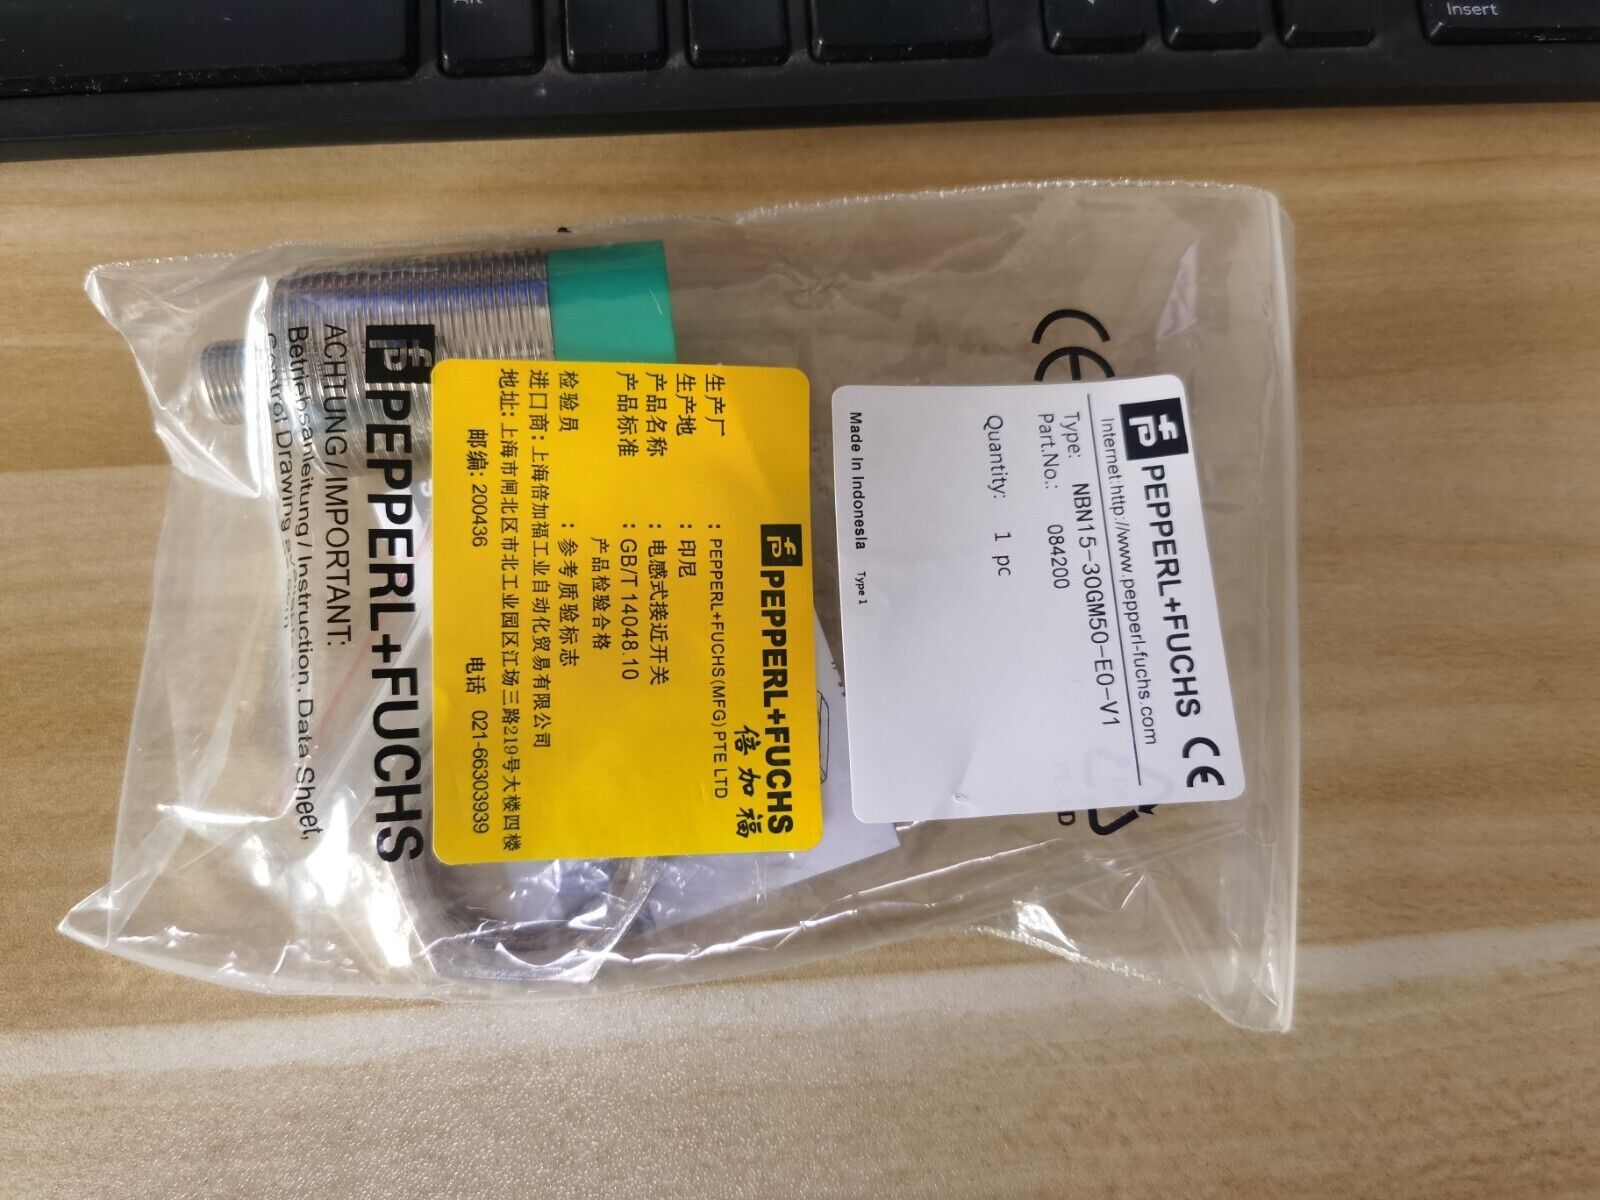 Insert
PEPPERL+FUCHS CE
Internet:http://www.pepperl-fuchs.com
Type: NBN15-30GM50-E0-V1
Part.No.: 084200
Quantity: 1 pc
Made In Indonesia Type 1
CE
PEPPERL+FUCHS
倍加福
生产厂 : PEPPERL+FUCHS(MFG)PTE LTD
生产地 : 印尼
产品名称 : 电感式接近开关
产品标准 : GB/T 14048.10
产品检验合格
检验员 : 参考质验标志
进口商: 上海倍加福工业自动化贸易有限公司
地址: 上海市闸北区市北工业园区江场三路219号大楼四楼
邮编: 200436 电话 021-66303939
PEPPERL+FUCHS
ACHTUNG/IMPORTANT:
Betriebsanleitung/Instruction, Data Sheet,
Control Drawing